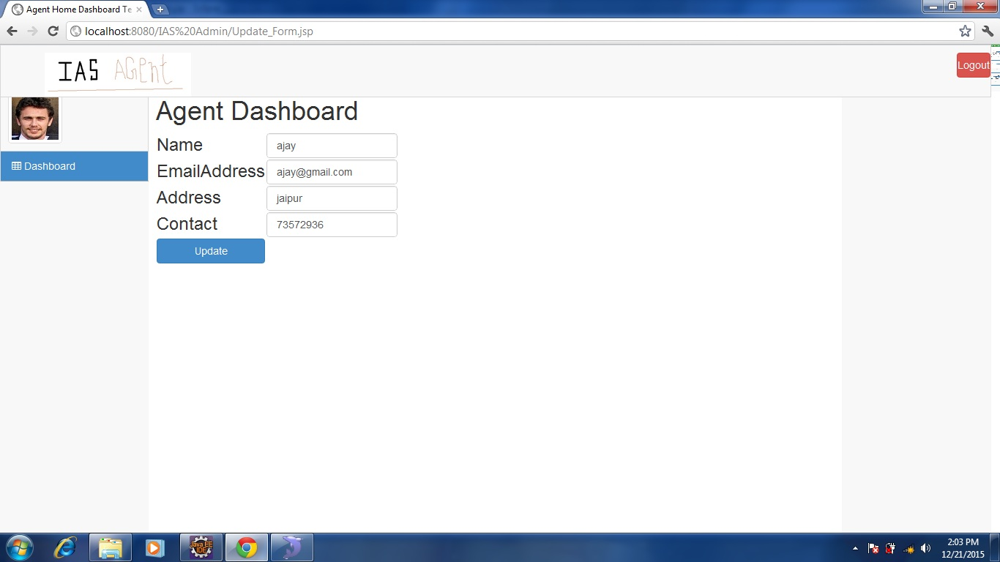 Agent Home Dashboard Te
localhost:8080/IAS%20Admin/Update_Form.jsp
IAS AGent
Logout
Agent Dashboard
Name ajay
EmailAddress ajay@gmail.com
Dashboard
Address jaipur
Contact 73572936
Update
Java EE
IDE
2:03 PM
12/21/2015